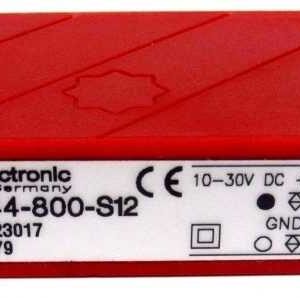 ctronic
Germany
4-800-S12
23017
79
CE
10-30V DC
GND